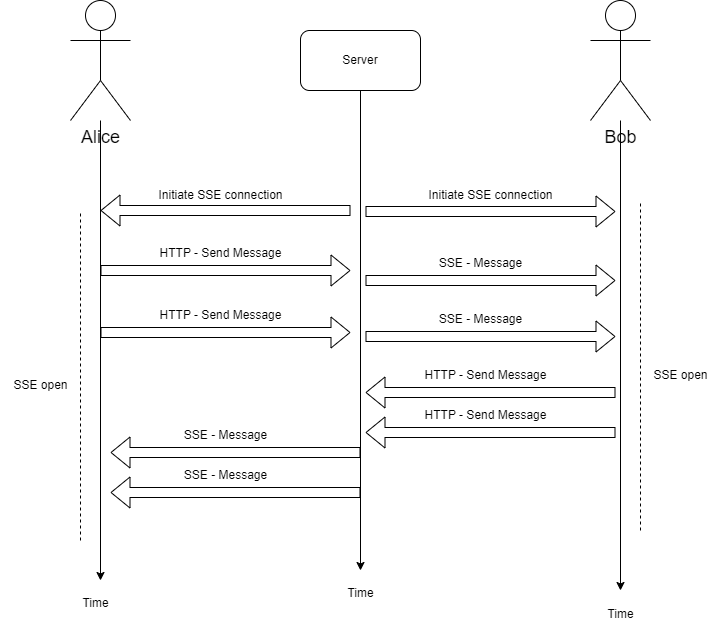 Server
Alice
Bob
Initiate SSE connection
Initiate SSE connection
HTTP - Send Message
SSE - Message
HTTP - Send Message
SSE - Message
SSE open
SSE open
HTTP - Send Message
HTTP - Send Message
SSE - Message
SSE - Message
Time
Time
Time